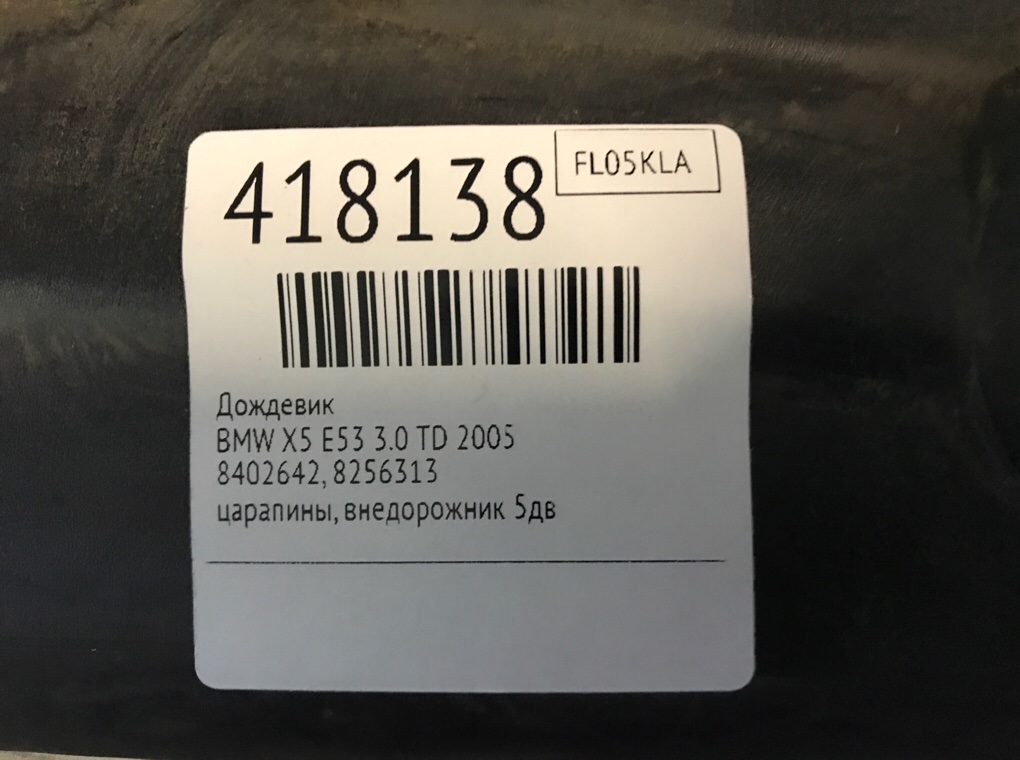 418138
FL05KLA
Дождевик
BMW X5 E53 3.0 TD 2005
8402642, 8256313
царапины, внедорожник 5дв